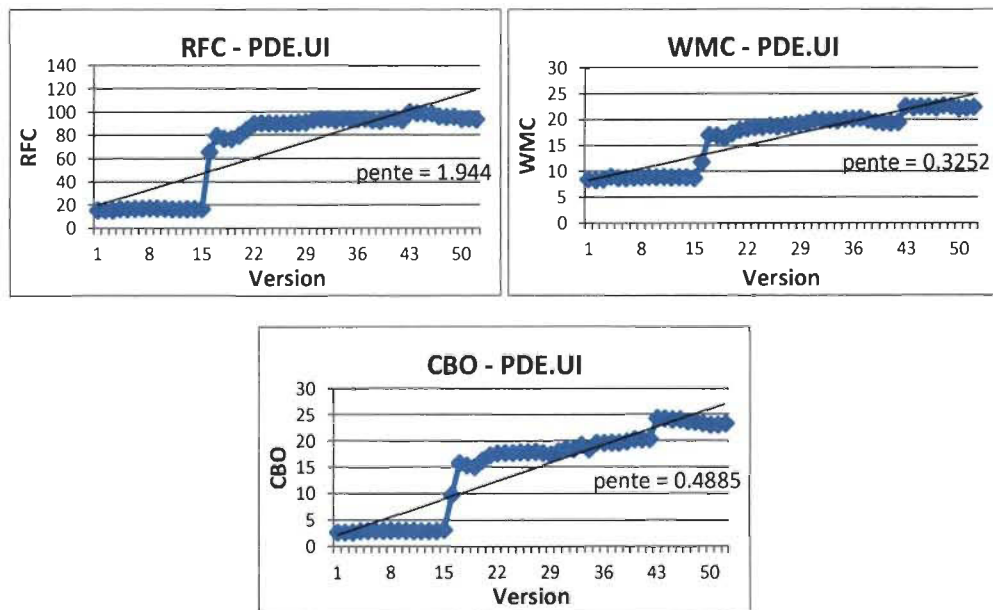 RFC - PDE.UI
140
120
100
80
60
40
20
0
RFC
pente = 1.944
1 8 15 22 29 36 43 50
Version
WMC - PDE.UI
30
25
20
15
10
5
0
WMC
pente = 0.3252
1 8 15 22 29 36 43 50
Version
CBO - PDE.UI
30
25
20
15
10
5
0
CBO
pente = 0.4885
1 8 15 22 29 36 43 50
Version